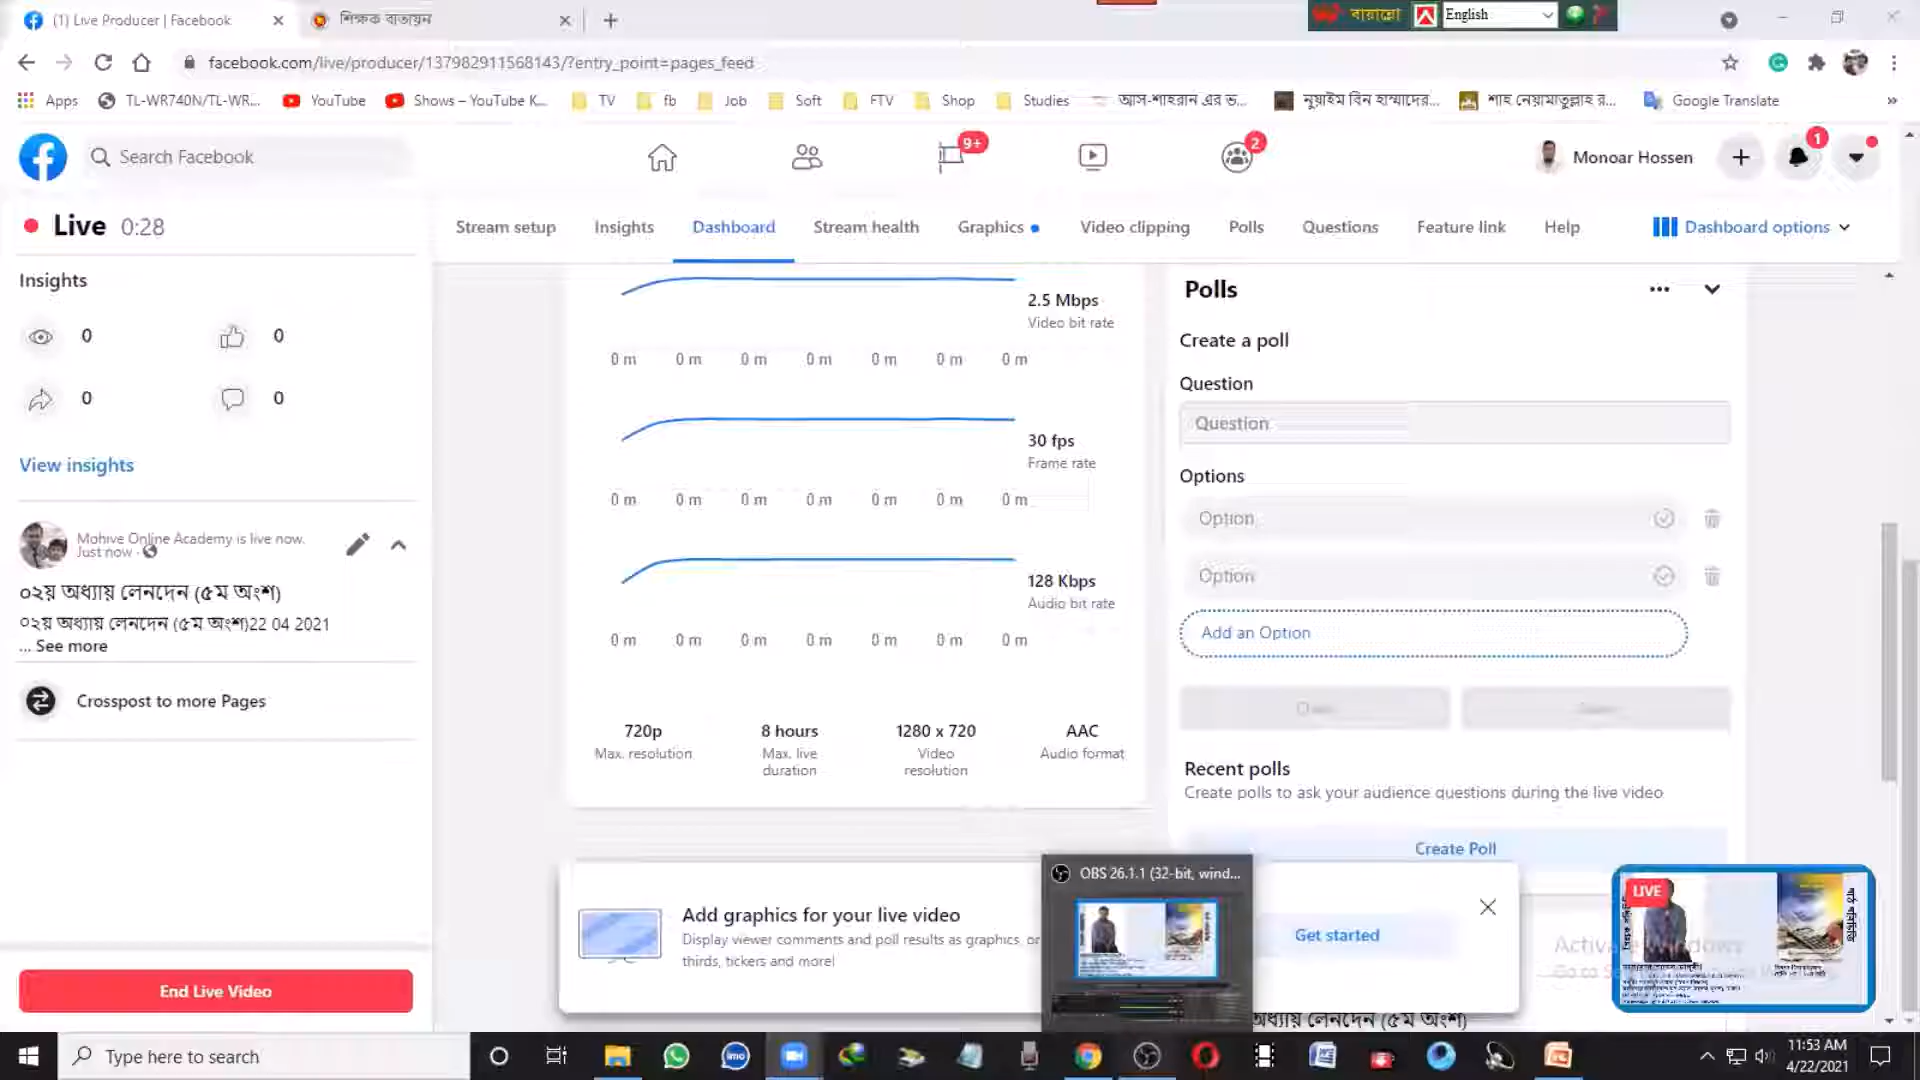 (1) Live Producer | Facebook
শিক্ষক বাতায়ন
বায়ান্নো
English
facebook.com/live/producer/137982911568143/?entry_point=pages_feed
Apps
TL-WR740N/TL-WR...
YouTube
Shows – YouTube K...
TV
fb
Job
Soft
FTV
Shop
Studies
আস-শাহরান এর ভ...
নুয়াইম বিন হাম্মাদের...
শাহ নেয়ামাতুল্লাহ র...
Google Translate
Search Facebook
9+
2
Monoar Hossen
1
Live 0:28
Stream setup
Insights
Dashboard
Stream health
Graphics
Video clipping
Polls
Questions
Feature link
Help
Dashboard options
Insights
0
0
0
0
View insights
Mohive Online Academy is live now.
Just now ·
০২য় অধ্যায় লেনদেন (৫ম অংশ)
০২য় অধ্যায় লেনদেন (৫ম অংশ)22 04 2021
... See more
Crosspost to more Pages
End Live Video
2.5 Mbps
Video bit rate
0 m 0 m 0 m 0 m 0 m 0 m 0 m
30 fps
Frame rate
0 m 0 m 0 m 0 m 0 m 0 m 0 m
128 Kbps
Audio bit rate
0 m 0 m 0 m 0 m 0 m 0 m 0 m
720p
Max. resolution
8 hours
Max. live
duration
1280 x 720
Video
resolution
AAC
Audio format
Polls
Create a poll
Question
Question
Options
Option
Option
Add an Option
Recent polls
Create polls to ask your audience questions during the live video
Create Poll
Add graphics for your live video
Display viewer comments and poll results as graphics, or
thirds, tickers and more!
OBS 26.1.1 (32-bit, wind...
Get started
LIVE
অধ্যায় লেনদেন (৫ম অংশ)
Type here to search
imo
11:53 AM
4/22/2021